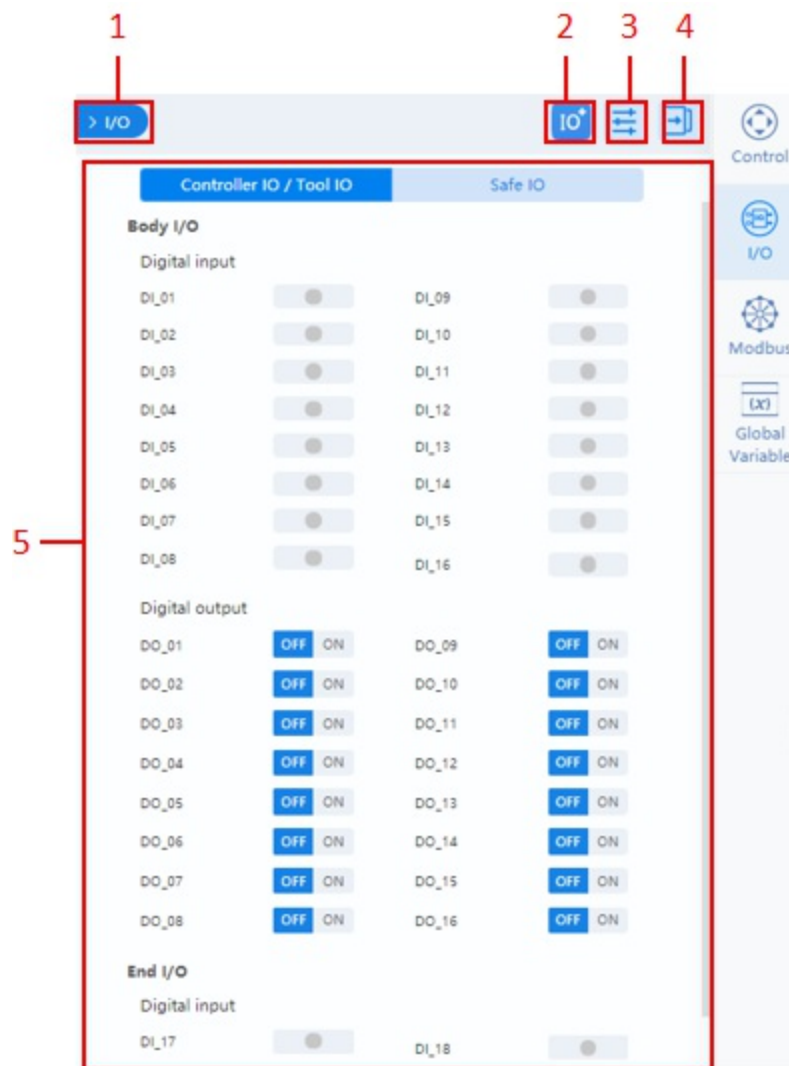 1 2 3 4
> I/O IO+
Control
Controller IO / Tool IO Safe IO
Body I/O
I/O
Digital input
DI_01 DI_09
DI_02 DI_10
Modbus
DI_03 DI_11
DI_04 DI_12
(X)
Global
Variable
DI_05 DI_13
DI_06 DI_14
DI_07 DI_15
5
DI_08 DI_16
Digital output
DO_01 OFF ON DO_09 OFF ON
DO_02 OFF ON DO_10 OFF ON
DO_03 OFF ON DO_11 OFF ON
DO_04 OFF ON DO_12 OFF ON
DO_05 OFF ON DO_13 OFF ON
DO_06 OFF ON DO_14 OFF ON
DO_07 OFF ON DO_15 OFF ON
DO_08 OFF ON DO_16 OFF ON
End I/O
Digital input
DI_17 DI_18